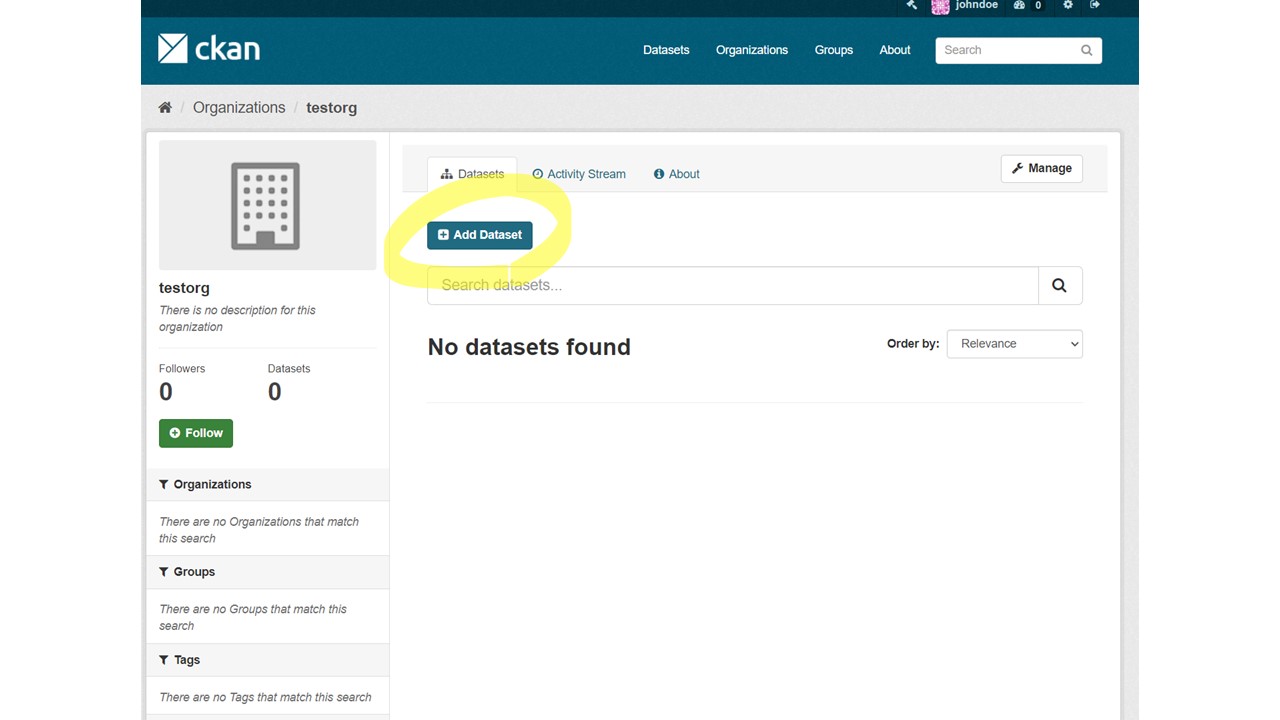 johndoe 0
ckan
Datasets Organizations Groups About Search
/ Organizations / testorg
Datasets Activity Stream About Manage
Add Dataset
Search datasets...
testorg
There is no description for this
organization
No datasets found
Order by: Relevance
Followers Datasets
0 0
Follow
Organizations
There are no Organizations that match
this search
Groups
There are no Groups that match this
search
Tags
There are no Tags that match this search